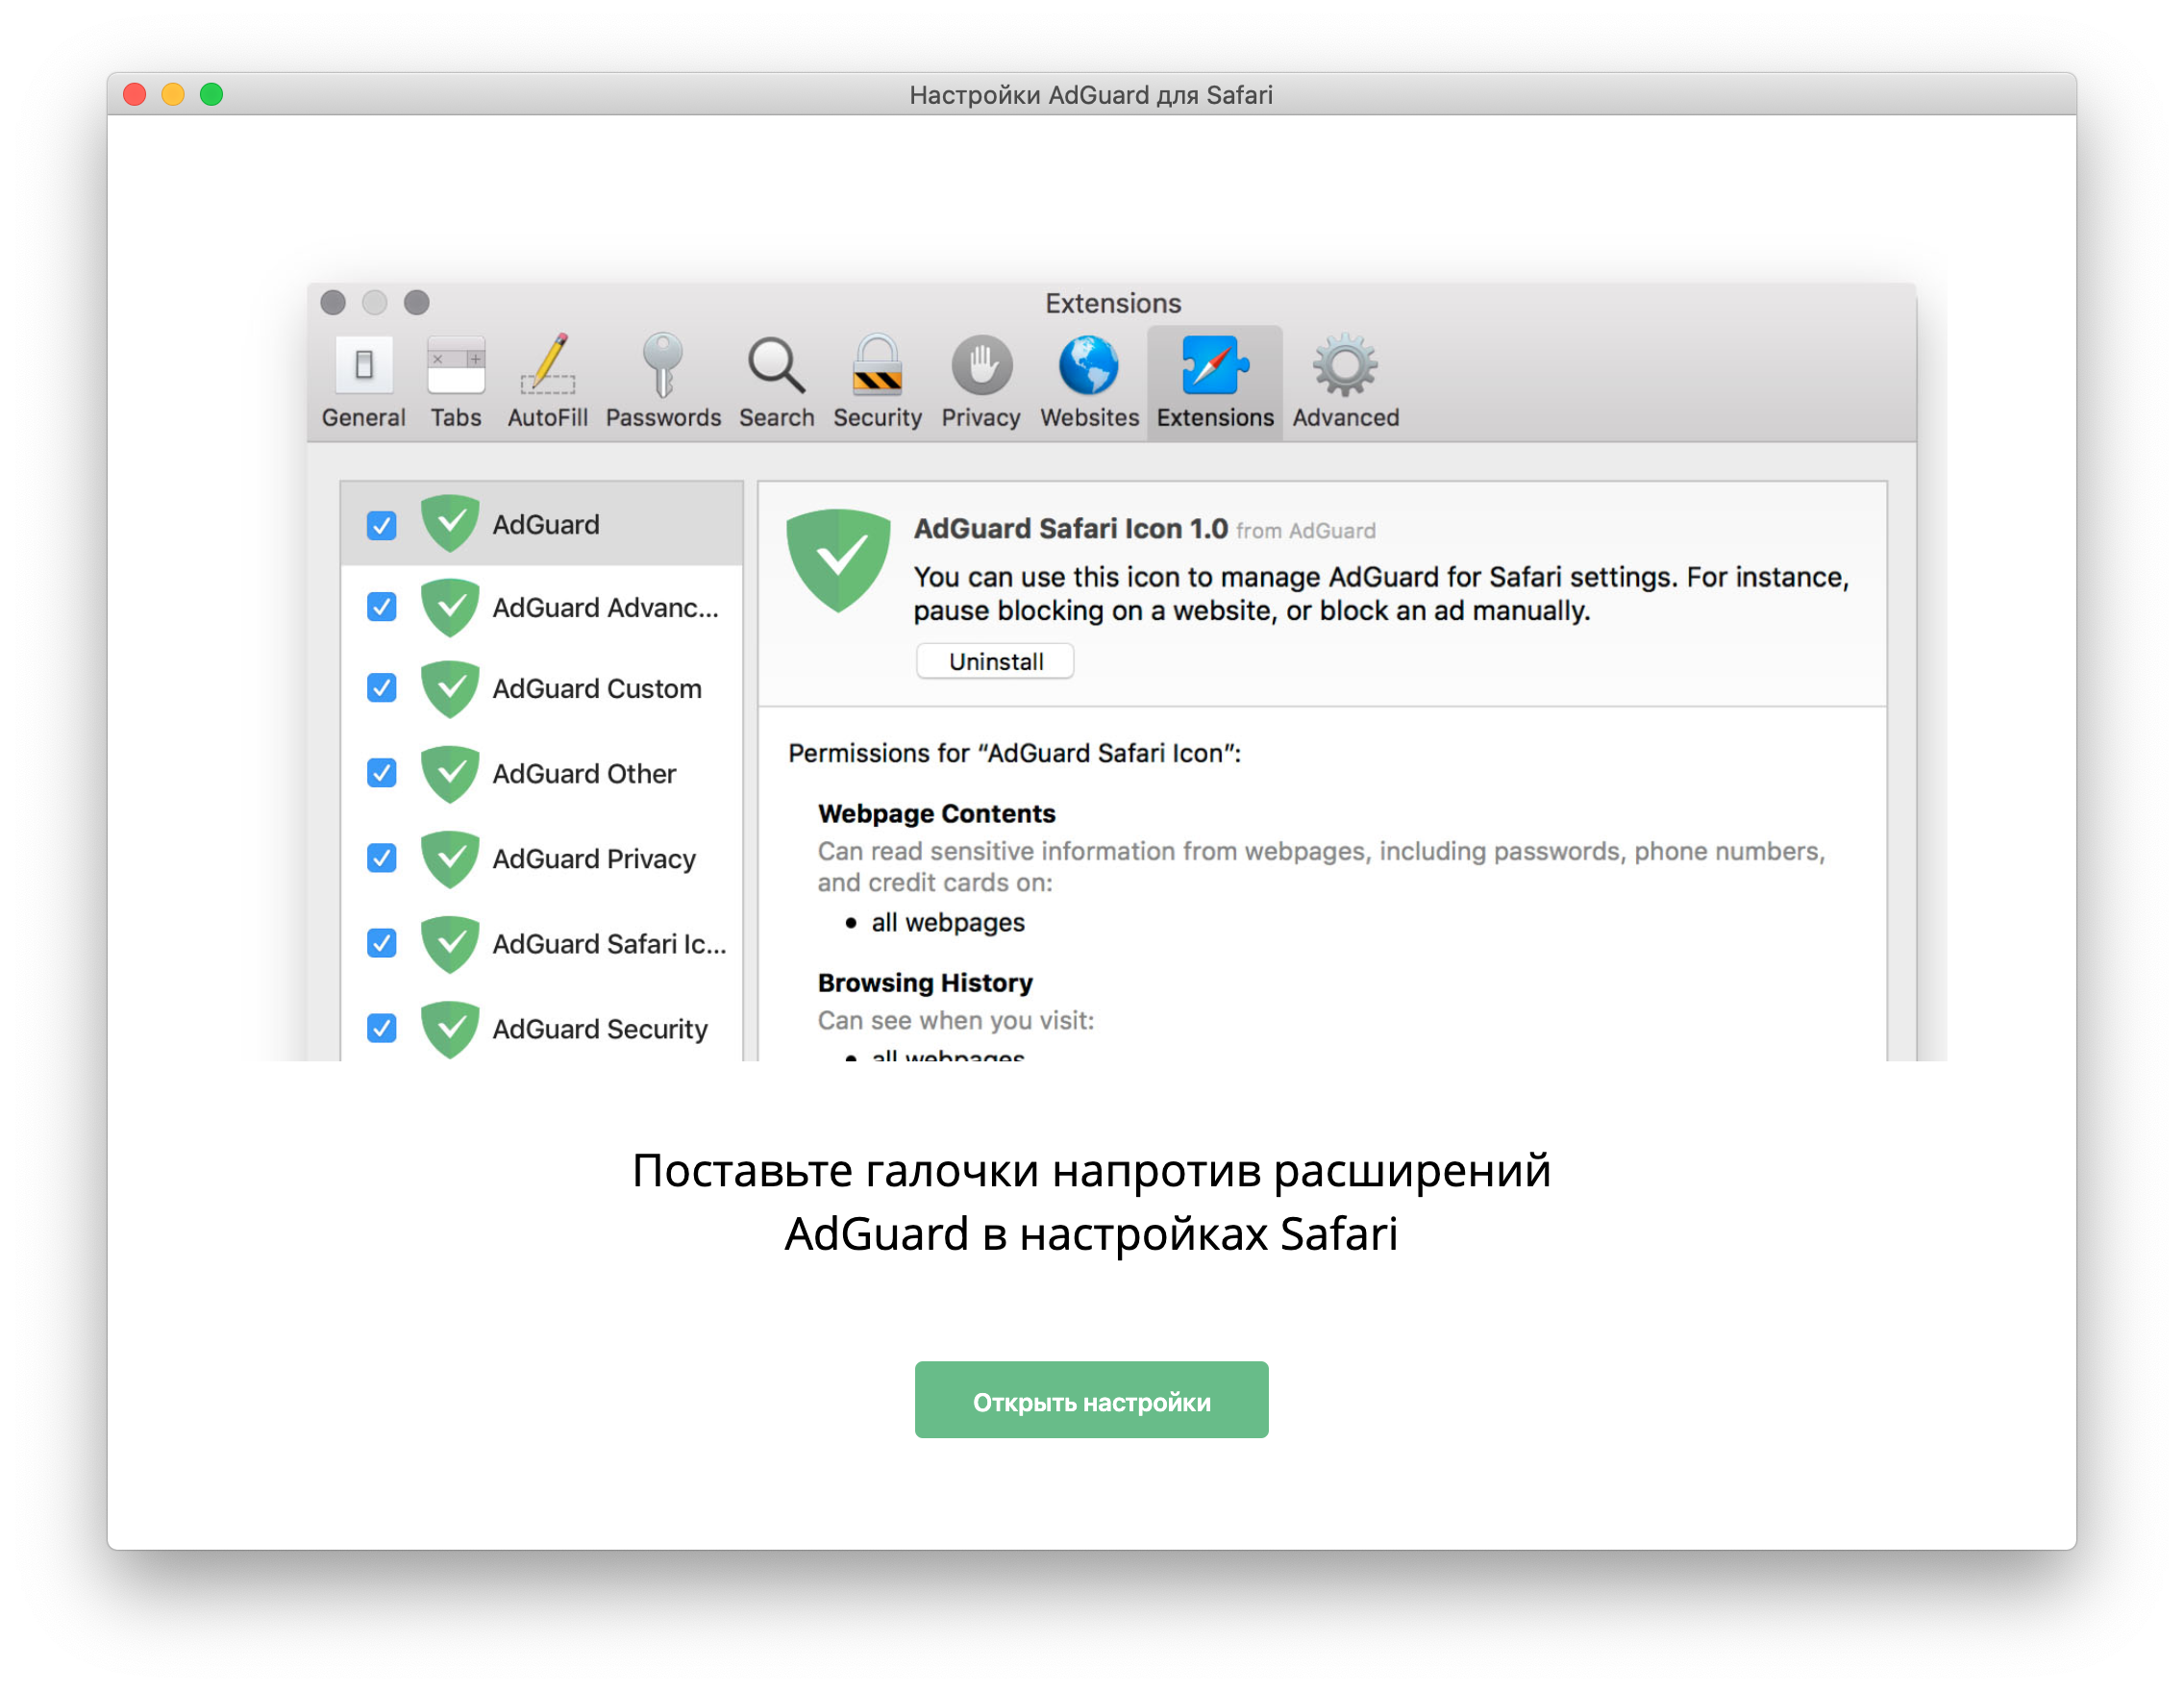 Настройки AdGuard для Safari
Extensions
General Tabs AutoFill Passwords Search Security Privacy Websites Extensions Advanced
AdGuard
AdGuard Advanc...
AdGuard Custom
AdGuard Other
AdGuard Privacy
AdGuard Safari Ic...
AdGuard Security
AdGuard Safari Icon 1.0 from AdGuard
You can use this icon to manage AdGuard for Safari settings. For instance,
pause blocking on a website, or block an ad manually.
Uninstall
Permissions for “AdGuard Safari Icon”:
Webpage Contents
Can read sensitive information from webpages, including passwords, phone numbers,
and credit cards on:
• all webpages
Browsing History
Can see when you visit:
• all webpages
Поставьте галочки напротив расширений
AdGuard в настройках Safari
Открыть настройки